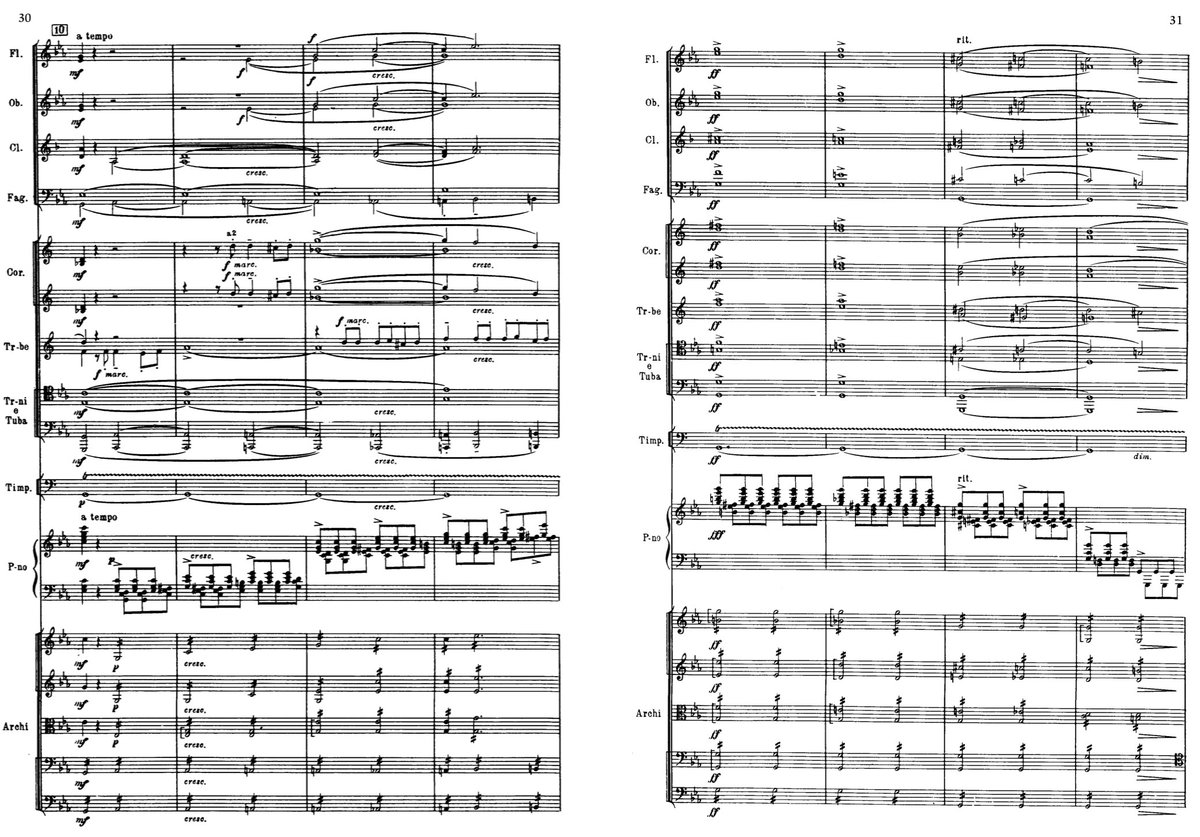 30
10 a tempo
Fl.
mf
f
f
f
cresc.
Ob.
mf
f
cresc.
Cl.
mf
cresc.
Fag.
mf
cresc.
a2
Cor.
mf
f marc.
f marc.
cresc.
mf
cresc.
Tr-be
f marc.
f marc.
cresc.
Tr-ni
e
Tuba
mf
cresc.
mf
cresc.
Timp.
p
cresc.
a tempo
P-no
mf
p
cresc.
Archi
mf
p
cresc.
mf
p
cresc.
mf
p
cresc.
mf
cresc.
mf
cresc.
31
rit.
Fl.
ff
Ob.
ff
Cl.
ff
Fag.
ff
Cor.
ff
ff
Tr-be
ff
Tr-ni
e
Tuba
ff
ff
Timp.
ff
dim.
rit.
P-no
fff
Archi
ff
ff
ff
ff
ff